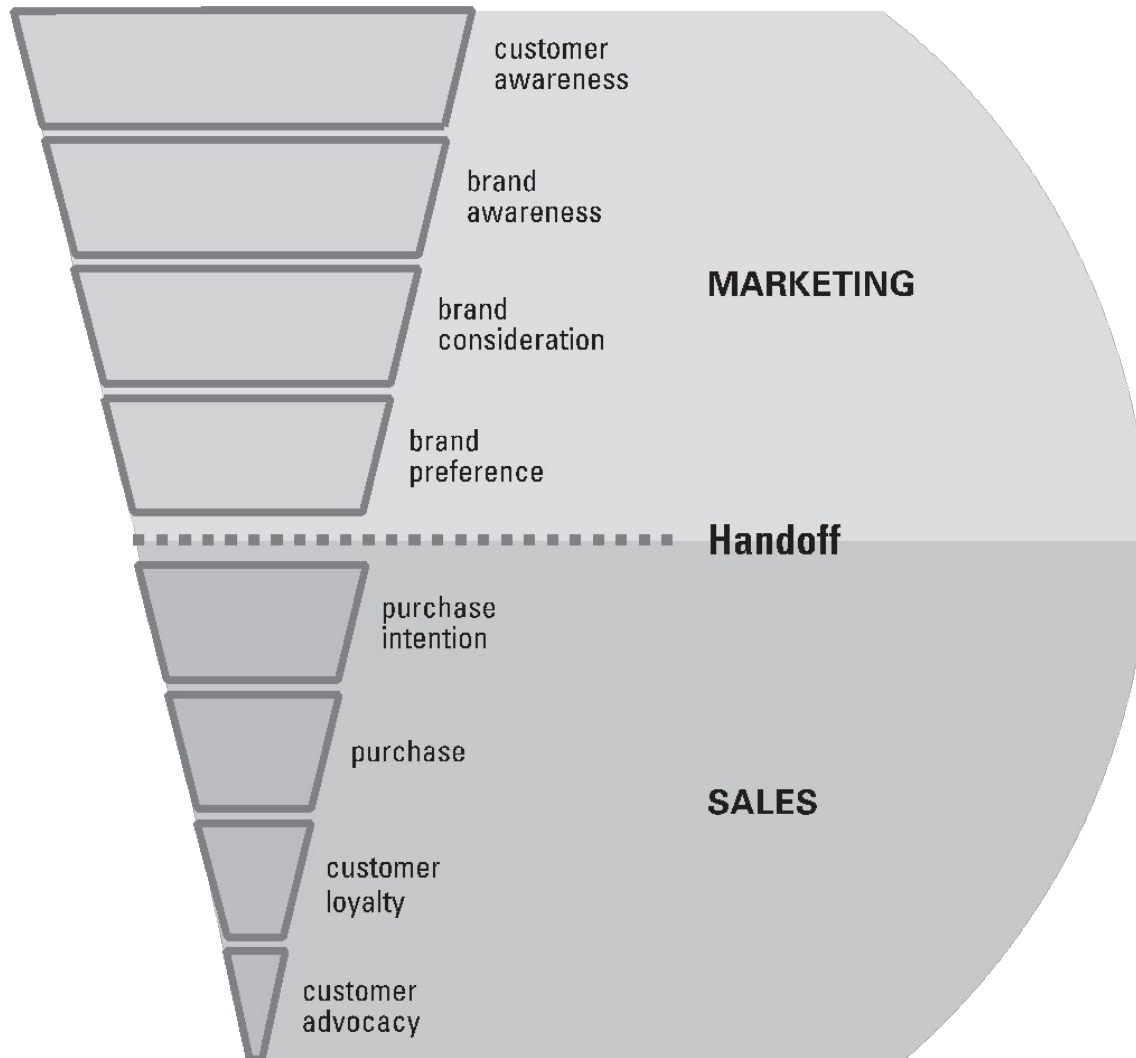 customer
awareness
brand
awareness
brand
consideration
MARKETING
brand
preference
Handoff
purchase
intention
purchase
SALES
customer
loyalty
customer
advocacy